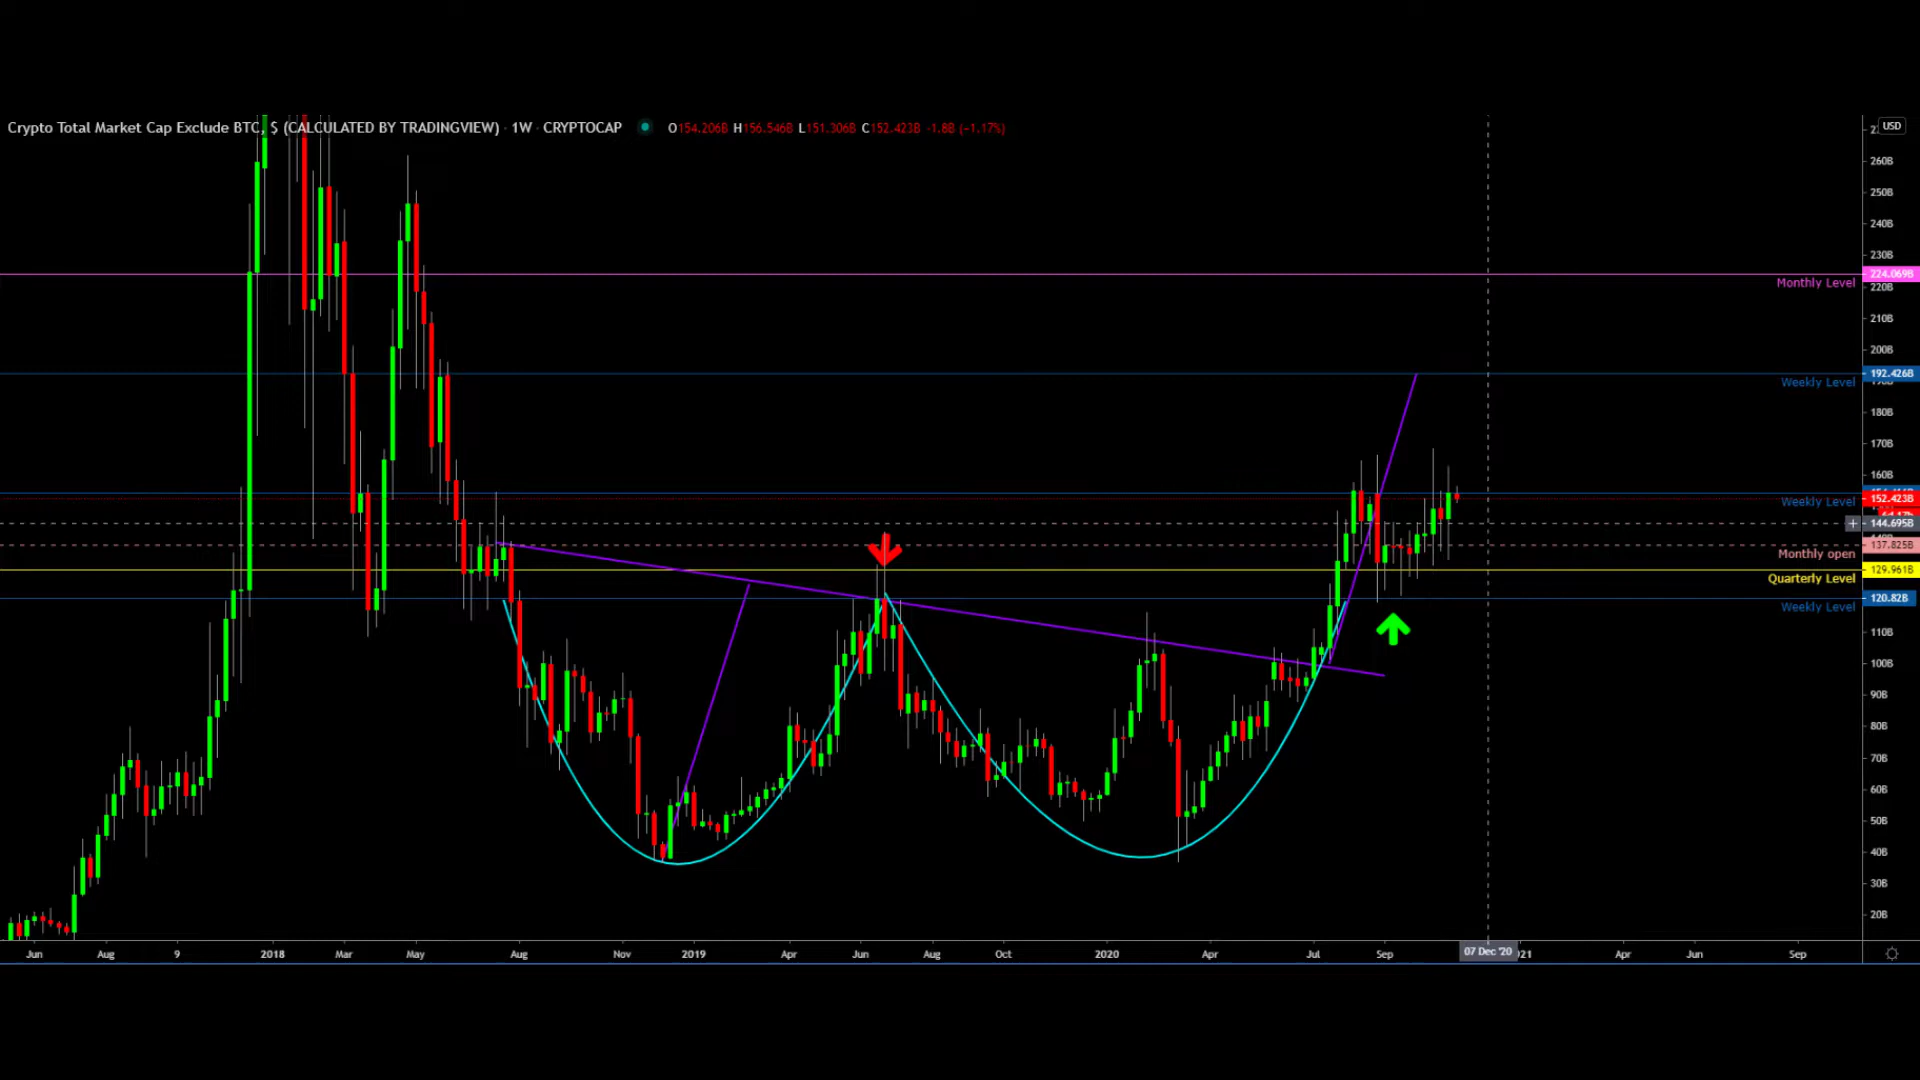 Crypto Total Market Cap Exclude BTC, $ (CALCULATED BY TRADINGVIEW) · 1W · CRYPTOCAP O154.206B H156.546B L151.306B C152.423B -1.8B (-1.17%)
USD
260B
250B
240B
230B
224.069B
Monthly Level
220B
210B
200B
192.426B
Weekly Level
180B
170B
160B
Weekly Level
152.423B
144.695B
137.825B
Monthly open
129.961B
Quarterly Level
120.82B
Weekly Level
110B
100B
90B
80B
70B
60B
50B
40B
30B
20B
Jun Aug 9 2018 Mar May Aug Nov 2019 Apr Jun Aug Oct 2020 Apr Jul Sep 07 Dec '20 Apr Jun Sep